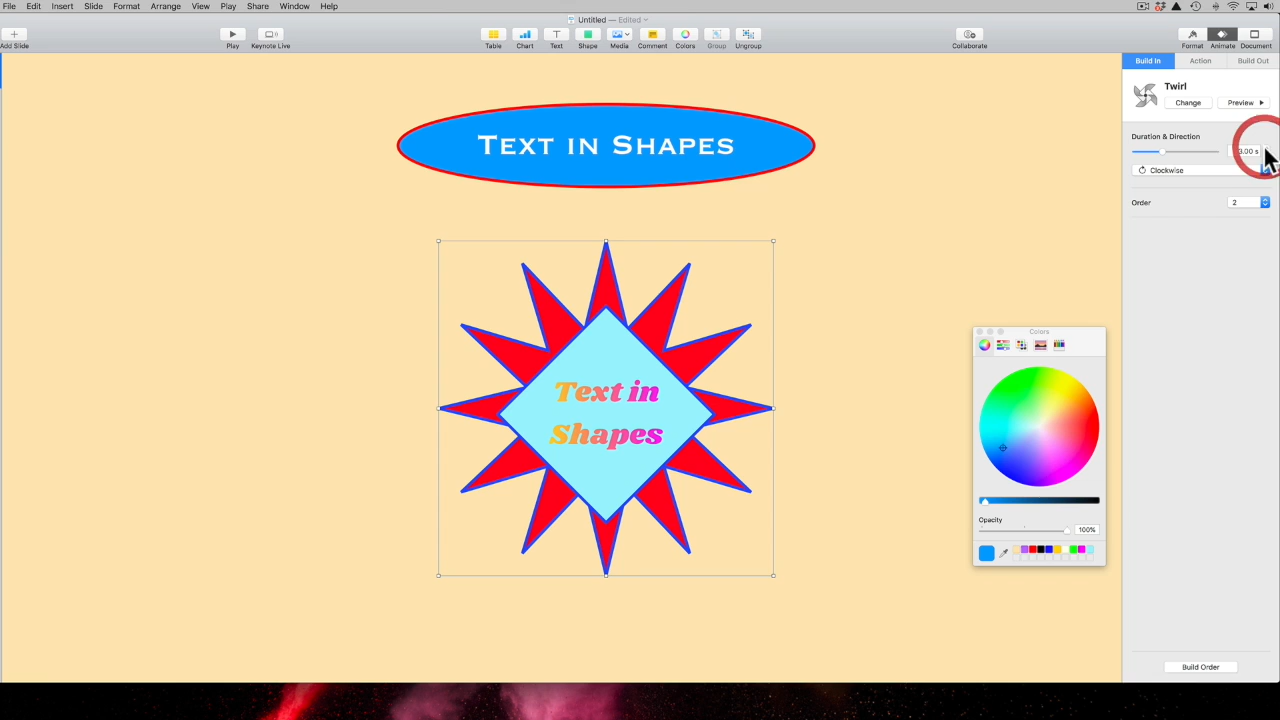 File Edit Insert Slide Format Arrange View Play Share Window Help
Untitled — Edited
Add Slide Play Keynote Live Table Chart Text Shape Media Comment Colors Group Ungroup Collaborate Format Animate Document
Build In Action Build Out
Twirl
Change Preview
Duration & Direction
3.00 s
Clockwise
Order 2
Text in Shapes
Text in
Shapes
Colors
Opacity
100%
Build Order